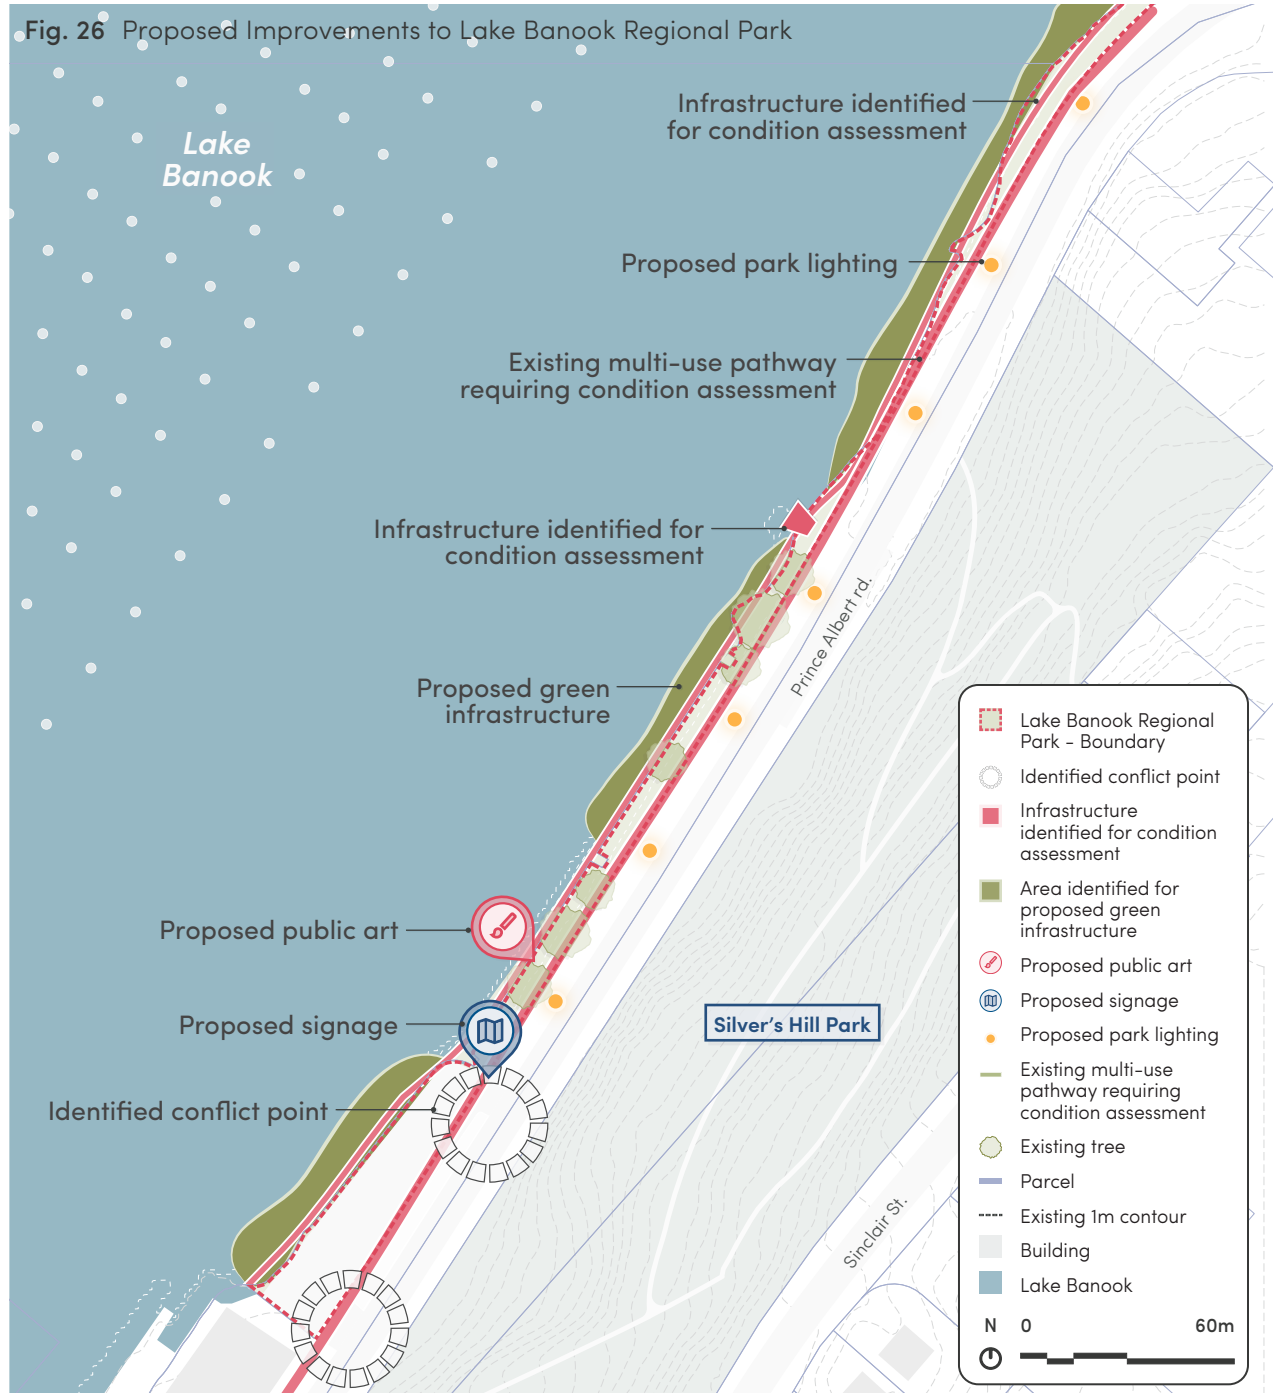 Fig. 26 Proposed Improvements to Lake Banook Regional Park
Lake
Banook
Infrastructure identified
for condition assessment
Proposed park lighting
Existing multi-use pathway
requiring condition assessment
Infrastructure identified for
condition assessment
Prince Albert rd.
Proposed green
infrastructure
Proposed public art
Proposed signage
Silver's Hill Park
Identified conflict point
Sinclair St.
Lake Banook Regional
Park - Boundary
Identified conflict point
Infrastructure
identified for condition
assessment
Area identified for
proposed green
infrastructure
Proposed public art
Proposed signage
Proposed park lighting
Existing multi-use
pathway requiring
condition assessment
Existing tree
Parcel
Existing 1m contour
Building
Lake Banook
N 0 60m